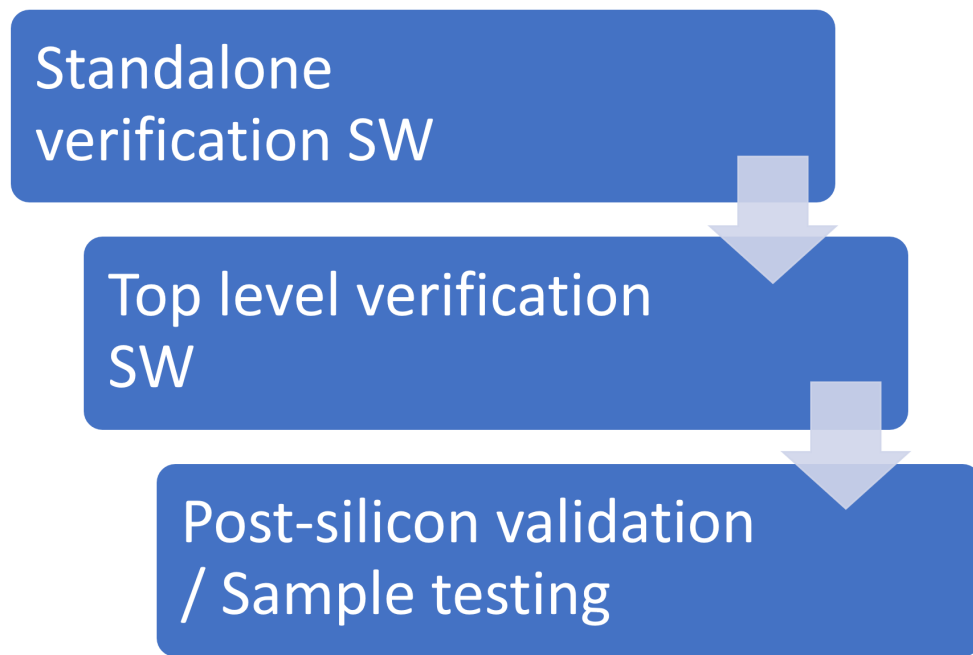 Standalone
verification SW
Top level verification
SW
Post-silicon validation
/ Sample testing